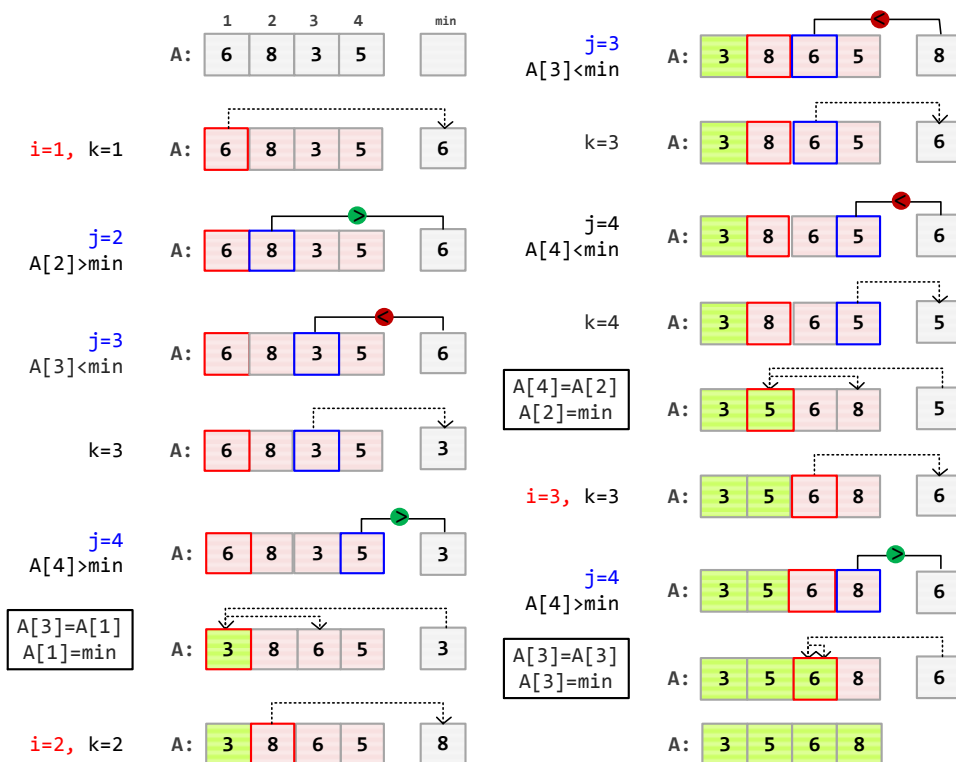 1 2 3 4 min
A: 6 8 3 5
i=1, k=1 A: 6 8 3 5 6
>
j=2
A[2]>min A: 6 8 3 5 6
<
j=3
A[3]<min A: 6 8 3 5 6
k=3 A: 6 8 3 5 3
>
j=4
A[4]>min A: 6 8 3 5 3
A[3]=A[1]
A[1]=min A: 3 8 6 5 3
i=2, k=2 A: 3 8 6 5 8
<
j=3
A[3]<min A: 3 8 6 5 8
k=3 A: 3 8 6 5 6
<
j=4
A[4]<min A: 3 8 6 5 6
k=4 A: 3 8 6 5 5
A[4]=A[2]
A[2]=min A: 3 5 6 8 5
i=3, k=3 A: 3 5 6 8 6
>
j=4
A[4]>min A: 3 5 6 8 6
A[3]=A[3]
A[3]=min A: 3 5 6 8 6
A: 3 5 6 8